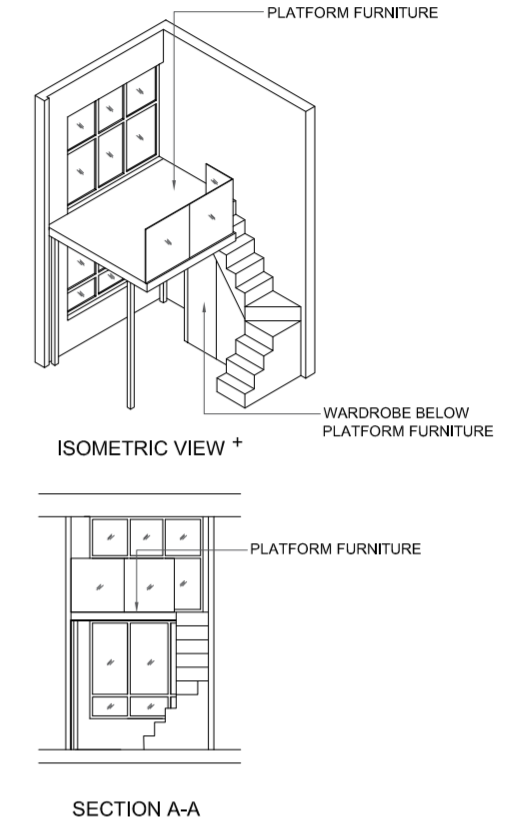 PLATFORM FURNITURE
WARDROBE BELOW
PLATFORM FURNITURE
ISOMETRIC VIEW +
PLATFORM FURNITURE
SECTION A-A